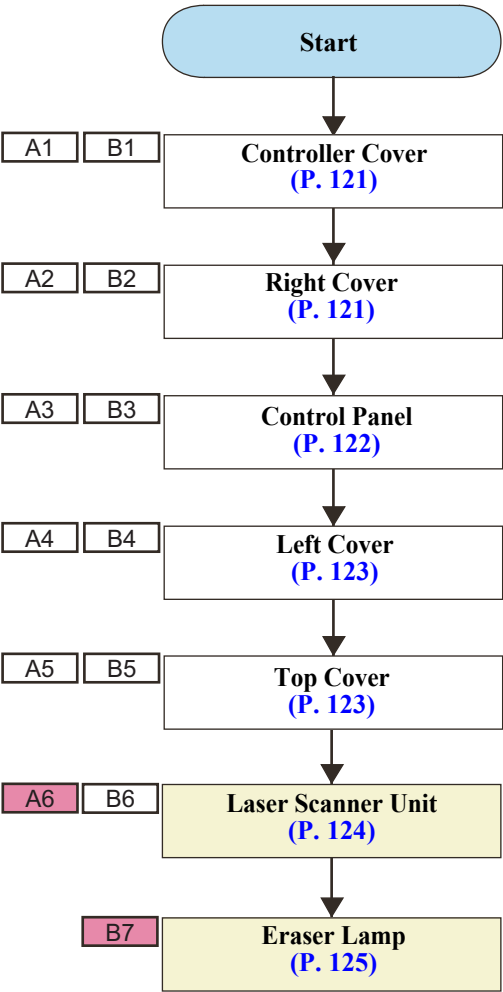 Start
A1 B1
Controller Cover
(P. 121)
A2 B2
Right Cover
(P. 121)
A3 B3
Control Panel
(P. 122)
A4 B4
Left Cover
(P. 123)
A5 B5
Top Cover
(P. 123)
A6 B6
Laser Scanner Unit
(P. 124)
B7
Eraser Lamp
(P. 125)